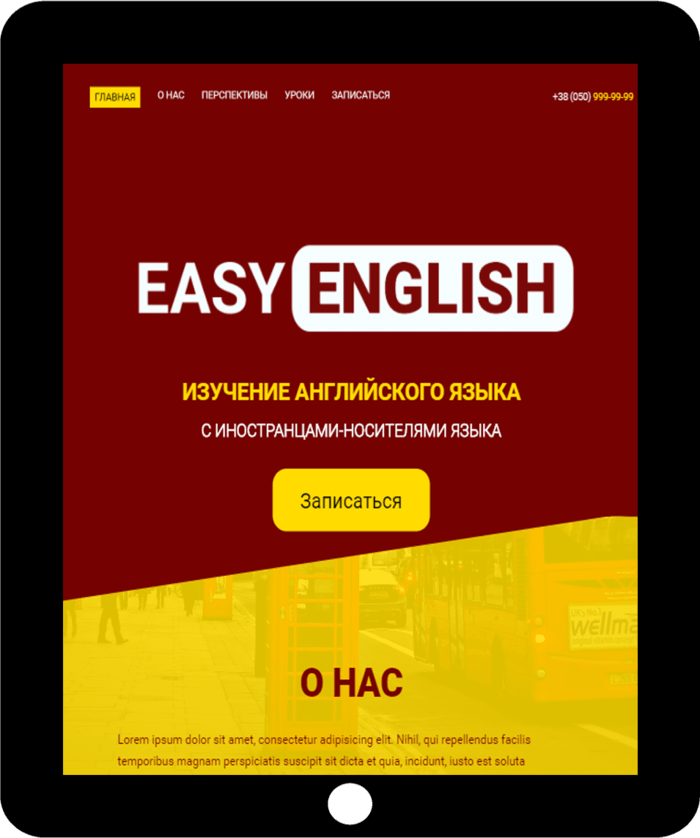 ГЛАВНАЯ О НАС ПЕРСПЕКТИВЫ УРОКИ ЗАПИСАТЬСЯ +38 (050) 999-99-99
EASY ENGLISH
ИЗУЧЕНИЕ АНГЛИЙСКОГО ЯЗЫКА
С ИНОСТРАНЦАМИ-НОСИТЕЛЯМИ ЯЗЫКА
Записаться
wellma
О НАС
Lorem ipsum dolor sit amet, consectetur adipisicing elit. Nihil, qui repellendus facilis
temporibus magnam perspiciatis suscipit sit dicta et quia, incidunt, iusto est soluta